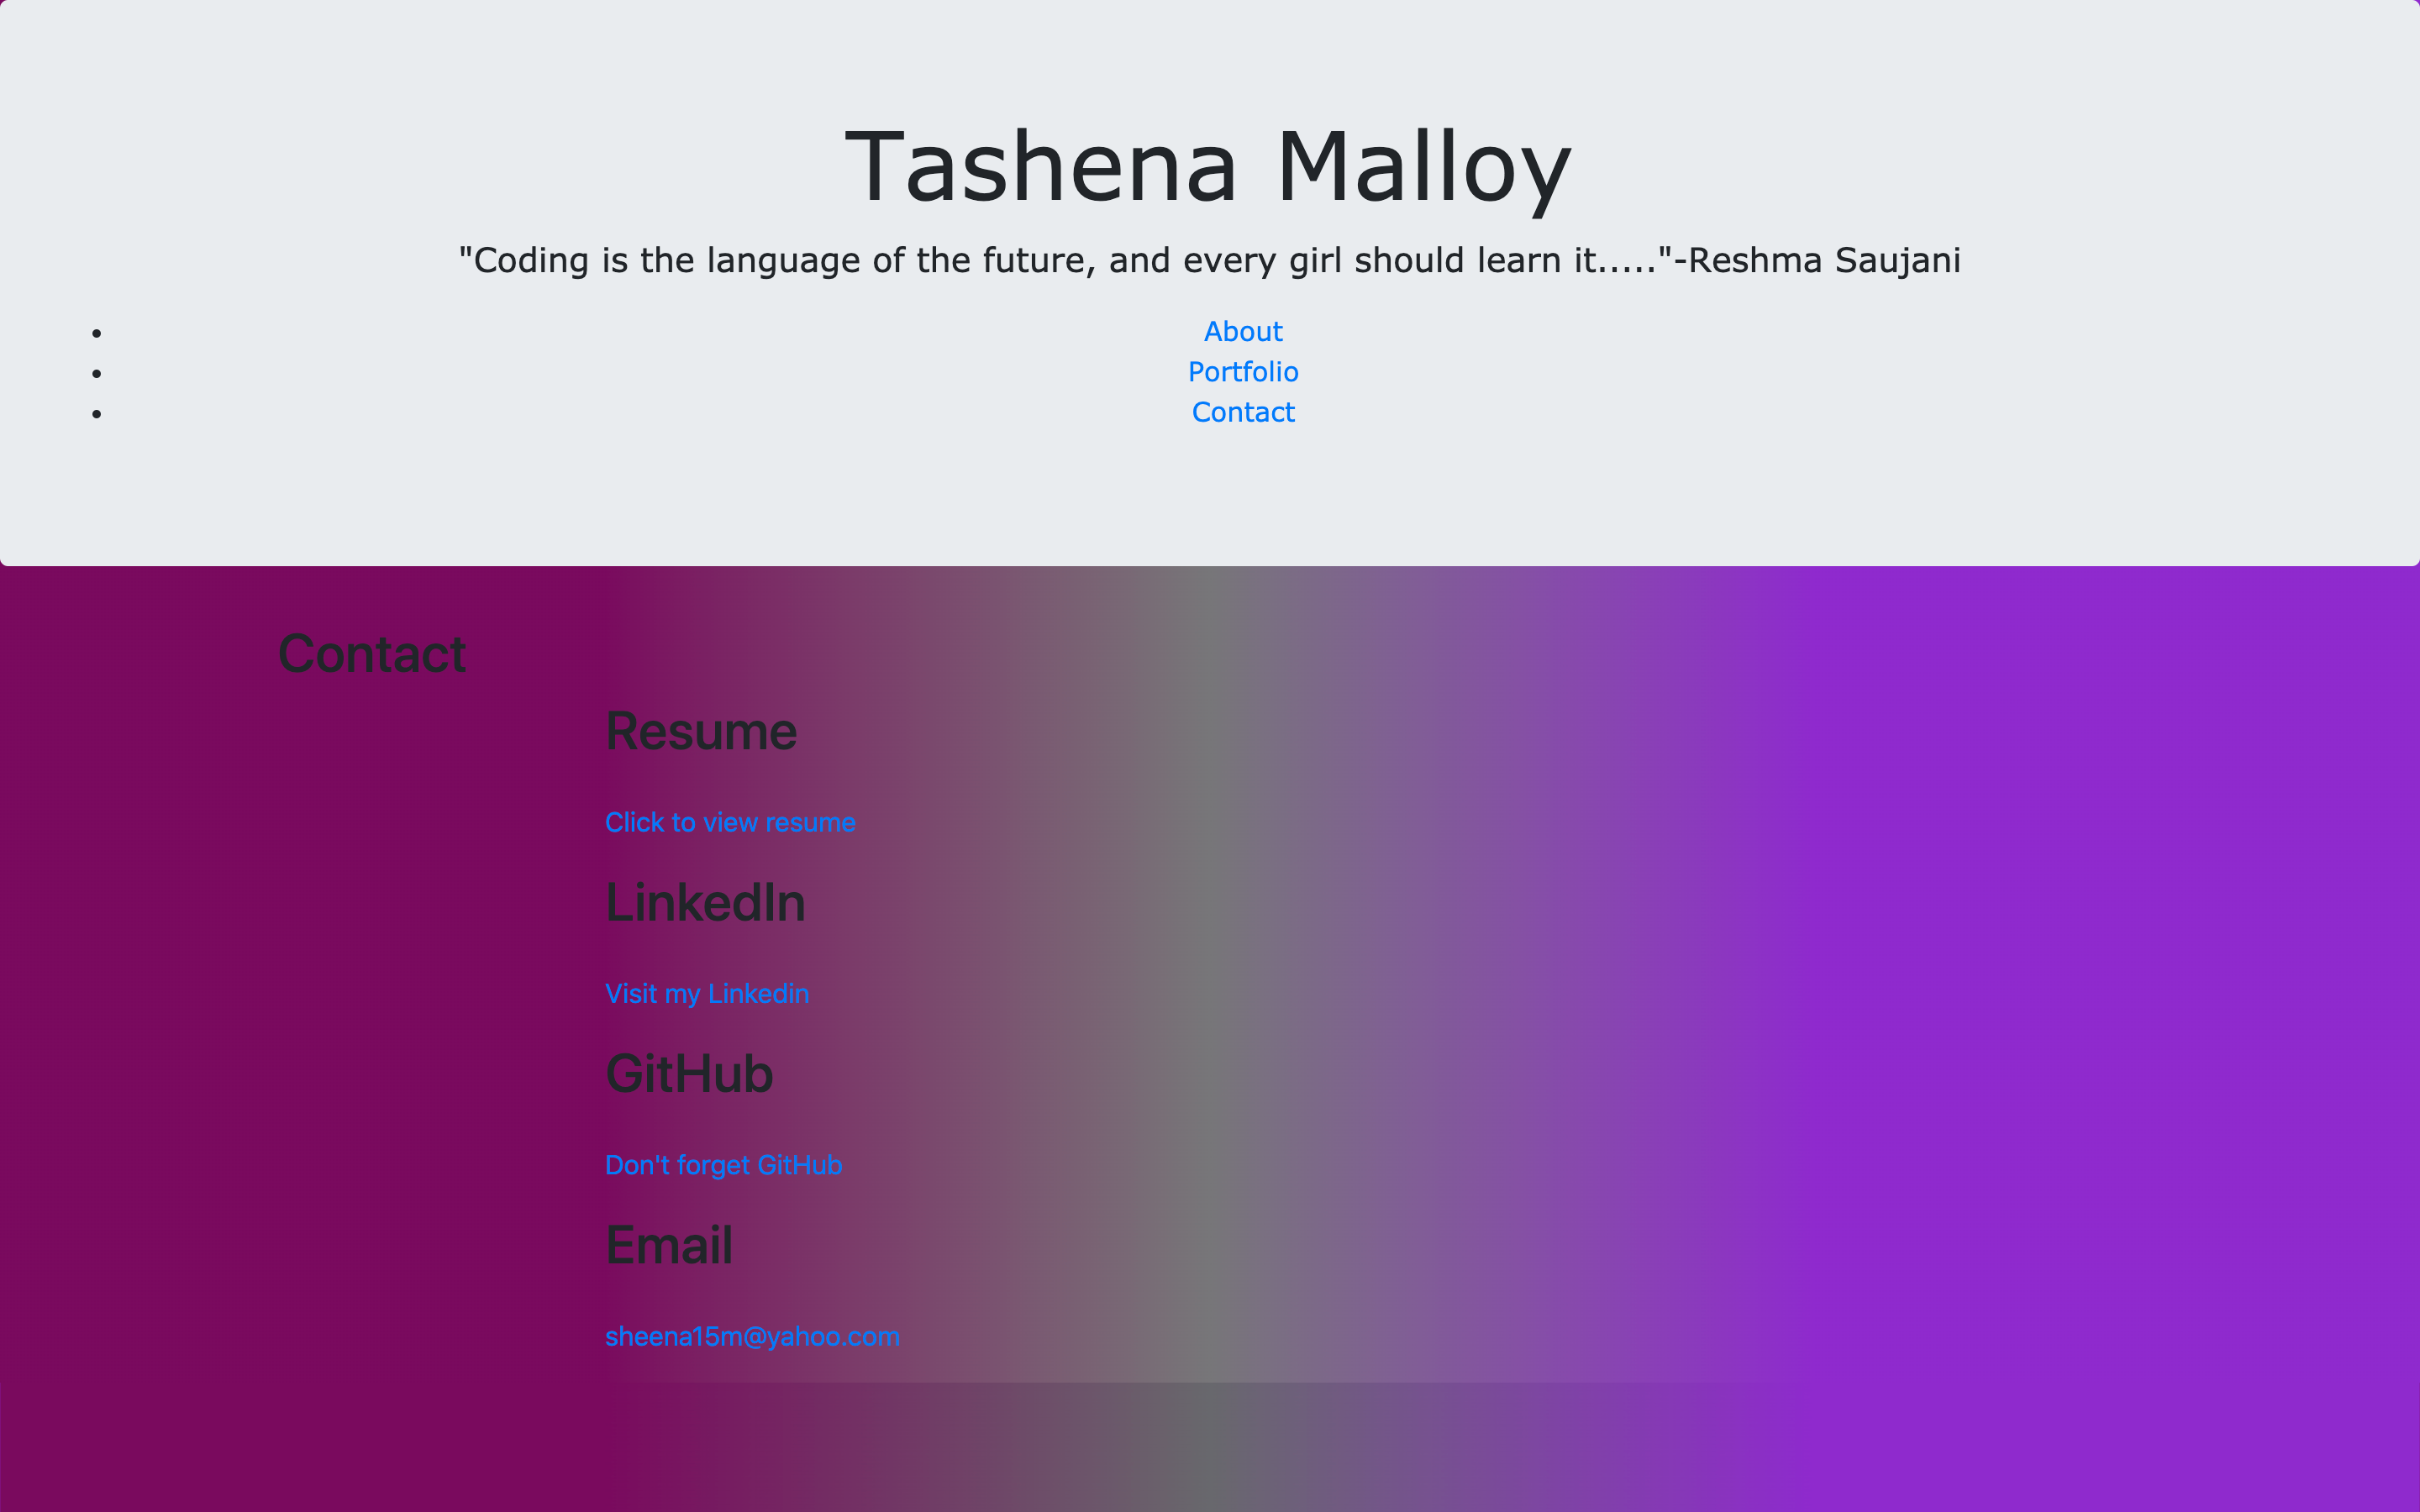 Tashena Malloy
"Coding is the language of the future, and every girl should learn it....."-Reshma Saujani
• About
• Portfolio
• Contact
Contact
Resume
Click to view resume
LinkedIn
Visit my Linkedin
GitHub
Don't forget GitHub
Email
sheena15m@yahoo.com